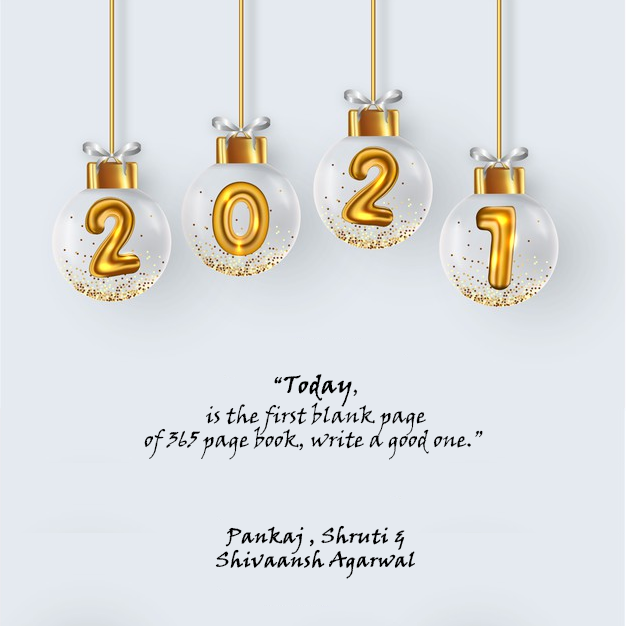 2021
“Today,
is the first blank page
of 365 page book, write a good one.”
Pankaj , Shruti &
Shivaansh Agarwal